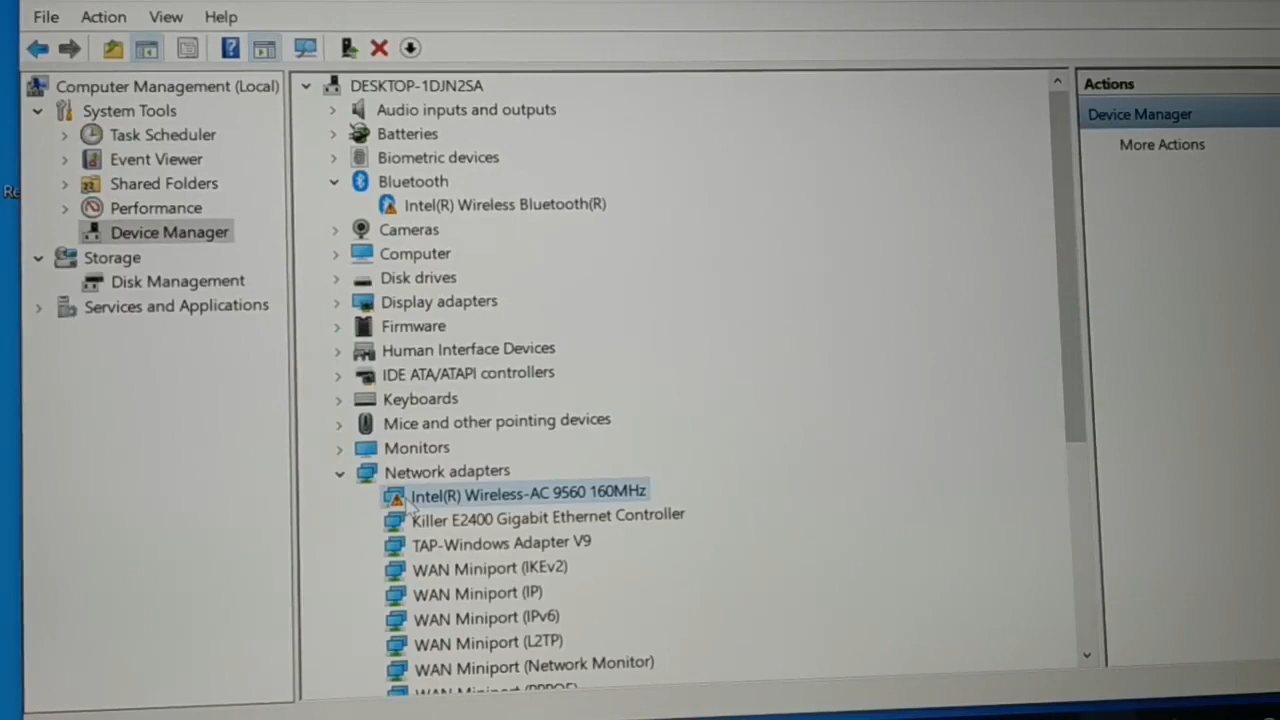 File Action View Help
Computer Management (Local)
System Tools
Task Scheduler
Event Viewer
Shared Folders
Performance
Device Manager
Storage
Disk Management
Services and Applications
DESKTOP-1DJN2SA
Audio inputs and outputs
Batteries
Biometric devices
Bluetooth
Intel(R) Wireless Bluetooth(R)
Cameras
Computer
Disk drives
Display adapters
Firmware
Human Interface Devices
IDE ATA/ATAPI controllers
Keyboards
Mice and other pointing devices
Monitors
Network adapters
Intel(R) Wireless-AC 9560 160MHz
Killer E2400 Gigabit Ethernet Controller
TAP-Windows Adapter V9
WAN Miniport (IKEv2)
WAN Miniport (IP)
WAN Miniport (IPv6)
WAN Miniport (L2TP)
WAN Miniport (Network Monitor)
WAN Miniport
Actions
Device Manager
More Actions
Re